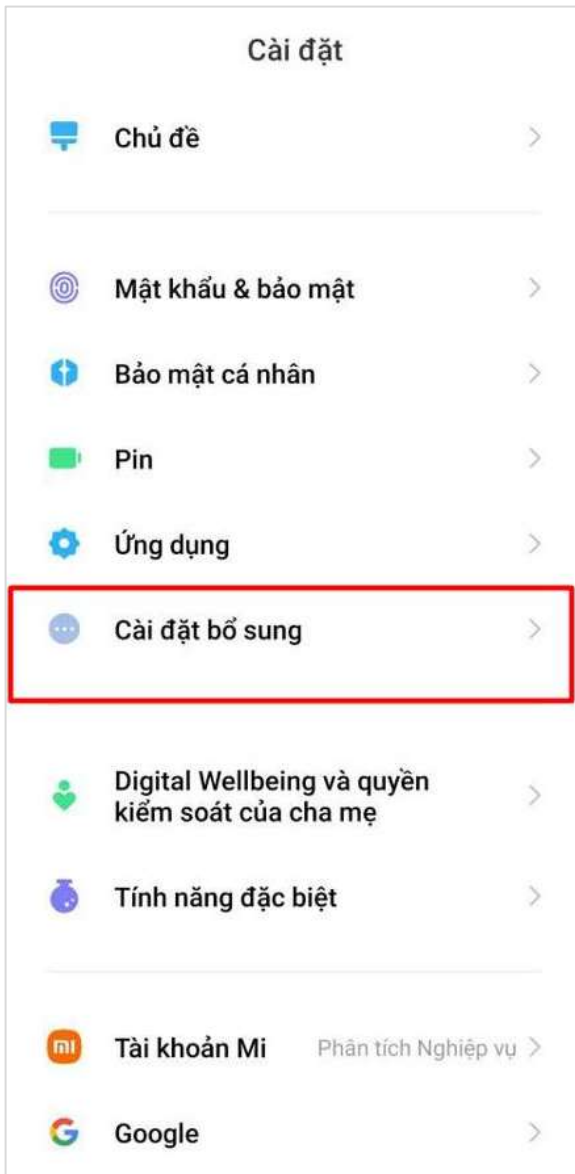 Cài đặt
Chủ đề
Mật khẩu & bảo mật
Bảo mật cá nhân
Pin
Ứng dụng
Cài đặt bổ sung
Digital Wellbeing và quyền
kiểm soát của cha mẹ
Tính năng đặc biệt
Tài khoản Mi Phân tích Nghiệp vụ
Google